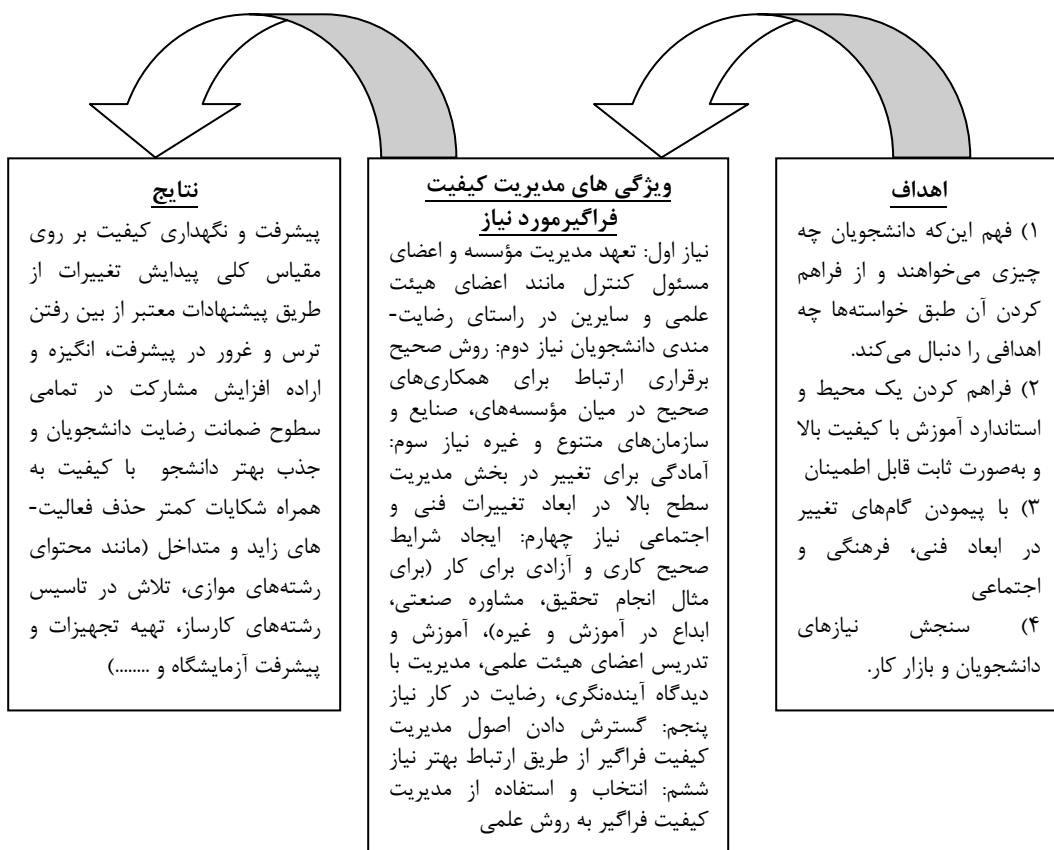 اهداف
۱) فهم این‌که دانشجویان چه
چیزی می‌خواهند و از فراهم
کردن آن طبق خواسته‌ها چه
اهدافی را دنبال می‌کند.
۲) فراهم کردن یک محیط و
استاندارد آموزش با کیفیت بالا
و به‌صورت ثابت قابل اطمینان
۳) با پیمودن گام‌های تغییر
در ابعاد فنی، فرهنگی و
اجتماعی
۴) سنجش نیازهای
دانشجویان و بازار کار.
ویژگی های مدیریت کیفیت
فراگیرمورد نیاز
نیاز اول: تعهد مدیریت مؤسسه و اعضای
مسئول کنترل مانند اعضای هیئت
علمی و سایرین در راستای رضایت-
مندی دانشجویان نیاز دوم: روش صحیح
برقراری ارتباط برای همکاری‌های
صحیح در میان مؤسسه‌های، صنایع و
سازمان‌های متنوع و غیره نیاز سوم:
آمادگی برای تغییر در بخش مدیریت
سطح بالا در ابعاد تغییرات فنی و
اجتماعی نیاز چهارم: ایجاد شرایط
صحیح کاری و آزادی برای کار (برای
مثال انجام تحقیق، مشاوره صنعتی،
ابداع در آموزش و غیره)، آموزش و
تدریس اعضای هیئت علمی، مدیریت با
دیدگاه آینده‌نگری، رضایت در کار نیاز
پنجم: گسترش دادن اصول مدیریت
کیفیت فراگیر از طریق ارتباط بهتر نیاز
ششم: انتخاب و استفاده از مدیریت
کیفیت فراگیر به روش علمی
نتایج
پیشرفت و نگهداری کیفیت بر روی
مقیاس کلی پیدایش تغییرات از
طریق پیشنهادات معتبر از بین رفتن
ترس و غرور در پیشرفت، انگیزه و
اراده افزایش مشارکت در تمامی
سطوح ضمانت رضایت دانشجویان و
جذب بهتر دانشجو با کیفیت به
همراه شکایات کمتر حذف فعالیت-
های زاید و متداخل (مانند محتوای
رشته‌های موازی، تلاش در تاسیس
رشته‌های کارساز، تهیه تجهیزات و
پیشرفت آزمایشگاه و ........)